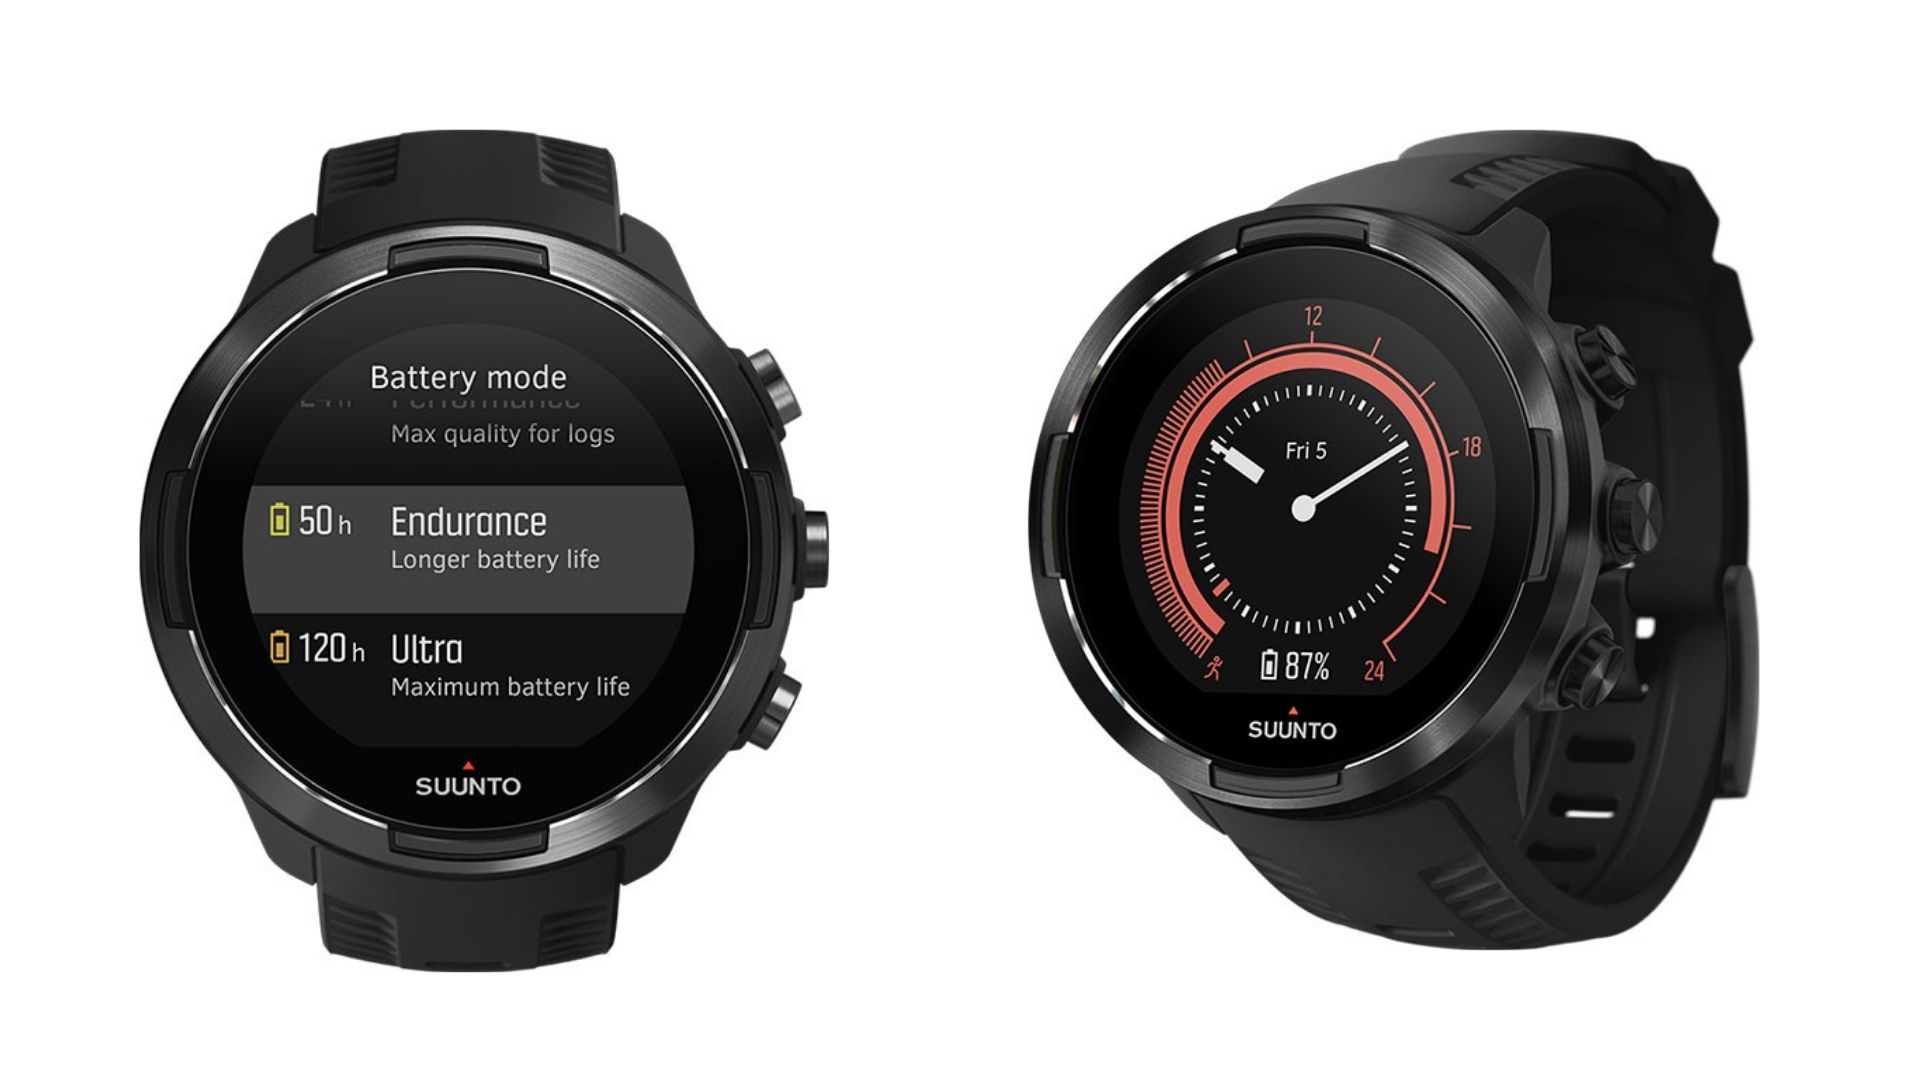 Battery mode
Max quality for logs
50 h Endurance
Longer battery life
120 h Ultra
Maximum battery life
SUUNTO
12
Fri 5
18
87%
24
SUUNTO